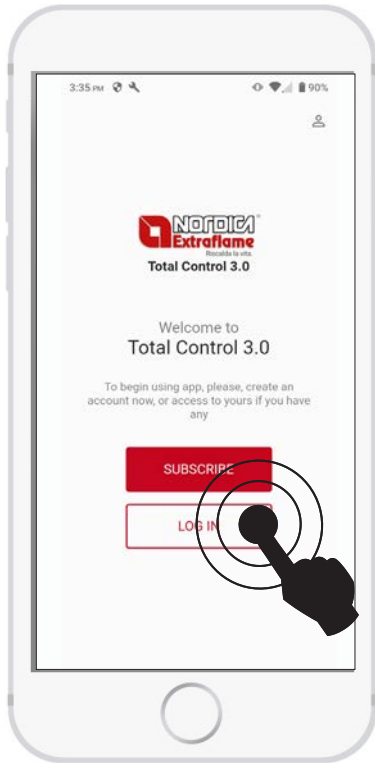 3:35 PM
90%
NORDICA
Extraflame
Riscalda la vita.
Total Control 3.0
Welcome to
Total Control 3.0
To begin using app, please, create an
account now, or access to yours if you have
any
SUBSCRIBE
LOG IN